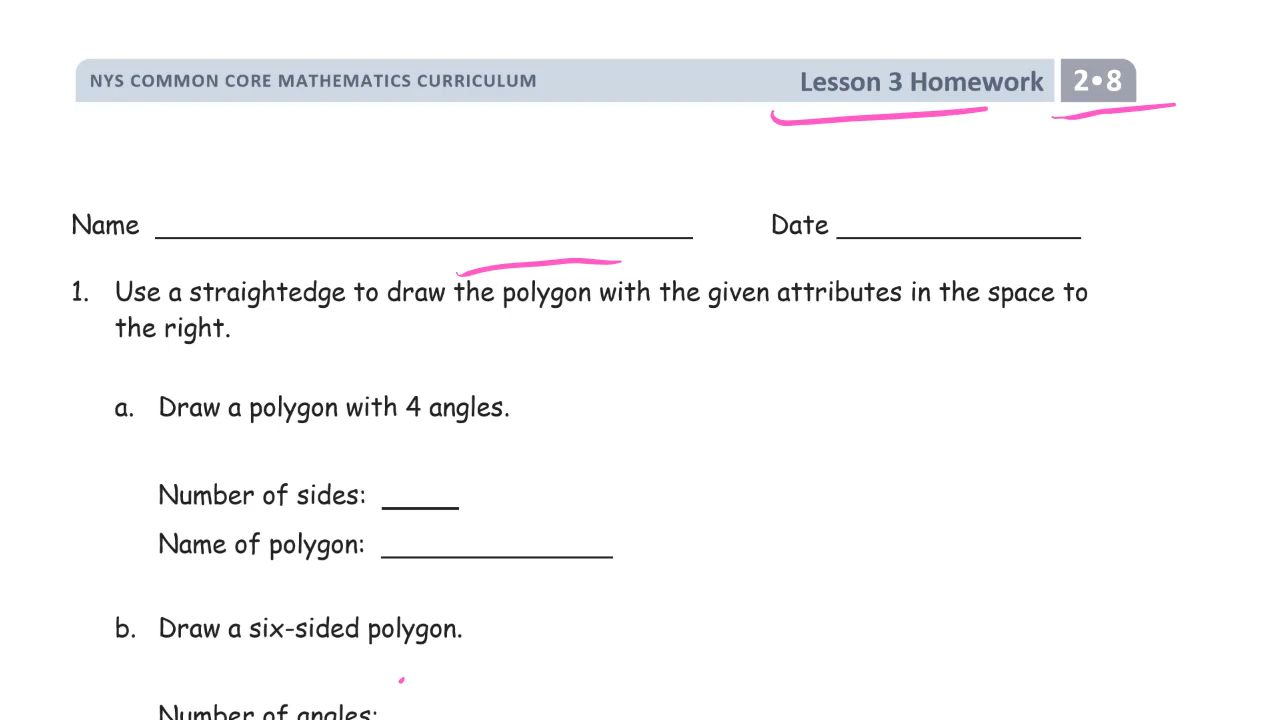 NYS COMMON CORE MATHEMATICS CURRICULUM Lesson 3 Homework 2•8
Name Date
1. Use a straightedge to draw the polygon with the given attributes in the space to
the right.
a. Draw a polygon with 4 angles.
Number of sides:
Name of polygon:
b. Draw a six-sided polygon.
Number of angles: